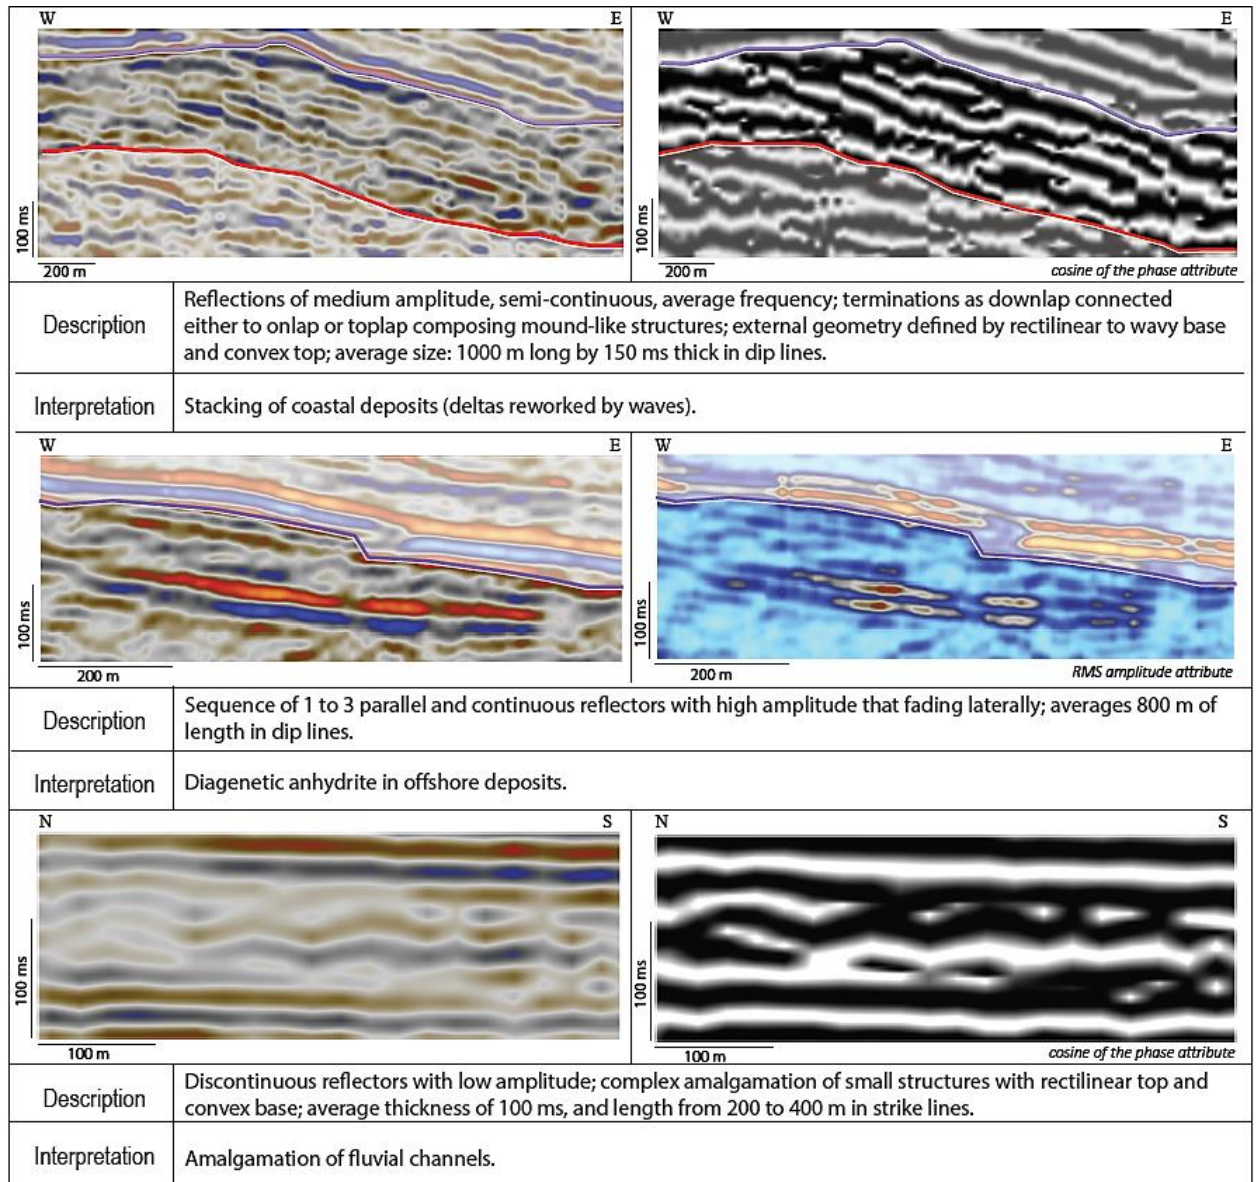 W E
W E
100 ms
200 m
100 ms
200 m
cosine of the phase attribute
Description
Reflections of medium amplitude, semi-continuous, average frequency; terminations as downlap connected
either to onlap or toplap composing mound-like structures; external geometry defined by rectilinear to wavy base
and convex top; average size: 1000 m long by 150 ms thick in dip lines.
Interpretation
Stacking of coastal deposits (deltas reworked by waves).
W E
W E
100 ms
200 m
100 ms
200 m
RMS amplitude attribute
Description
Sequence of 1 to 3 parallel and continuous reflectors with high amplitude that fading laterally; averages 800 m of
length in dip lines.
Interpretation
Diagenetic anhydrite in offshore deposits.
N S
N S
100 ms
100 m
100 ms
100 m
cosine of the phase attribute
Description
Discontinuous reflectors with low amplitude; complex amalgamation of small structures with rectilinear top and
convex base; average thickness of 100 ms, and length from 200 to 400 m in strike lines.
Interpretation
Amalgamation of fluvial channels.